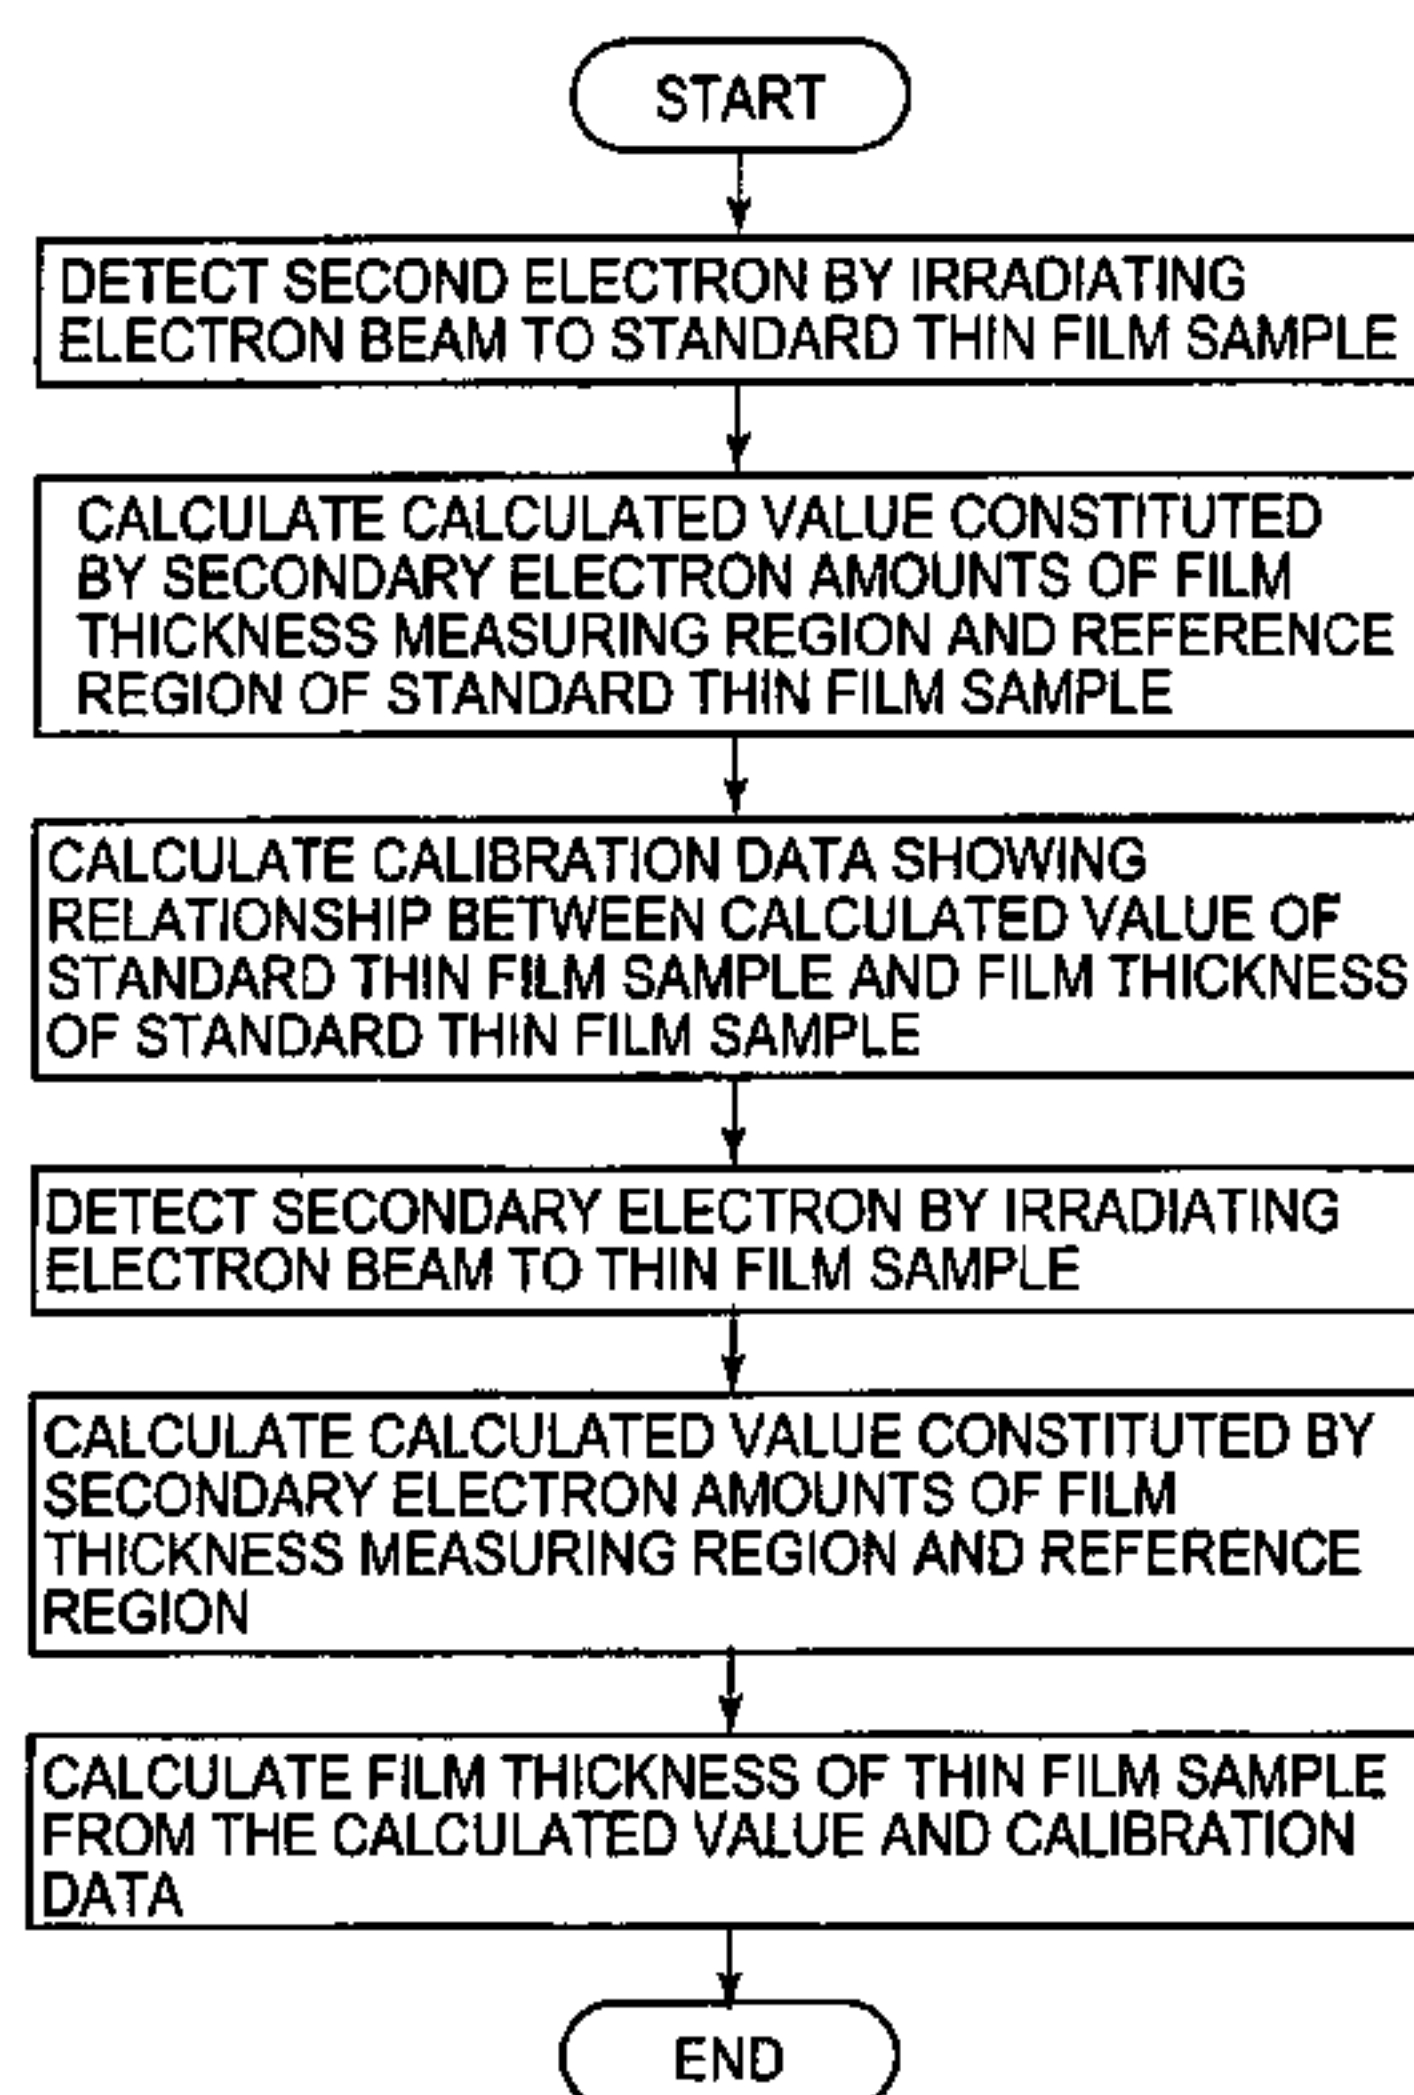 START
DETECT SECOND ELECTRON BY IRRADIATING
ELECTRON BEAM TO STANDARD THIN FILM SAMPLE
CALCULATE CALCULATED VALUE CONSTITUTED
BY SECONDARY ELECTRON AMOUNTS OF FILM
THICKNESS MEASURING REGION AND REFERENCE
REGION OF STANDARD THIN FILM SAMPLE
CALCULATE CALIBRATION DATA SHOWING
RELATIONSHIP BETWEEN CALCULATED VALUE OF
STANDARD THIN FILM SAMPLE AND FILM THICKNESS
OF STANDARD THIN FILM SAMPLE
DETECT SECONDARY ELECTRON BY IRRADIATING
ELECTRON BEAM TO THIN FILM SAMPLE
CALCULATE CALCULATED VALUE CONSTITUTED BY
SECONDARY ELECTRON AMOUNTS OF FILM
THICKNESS MEASURING REGION AND REFERENCE
REGION
CALCULATE FILM THICKNESS OF THIN FILM SAMPLE
FROM THE CALCULATED VALUE AND CALIBRATION
DATA
END